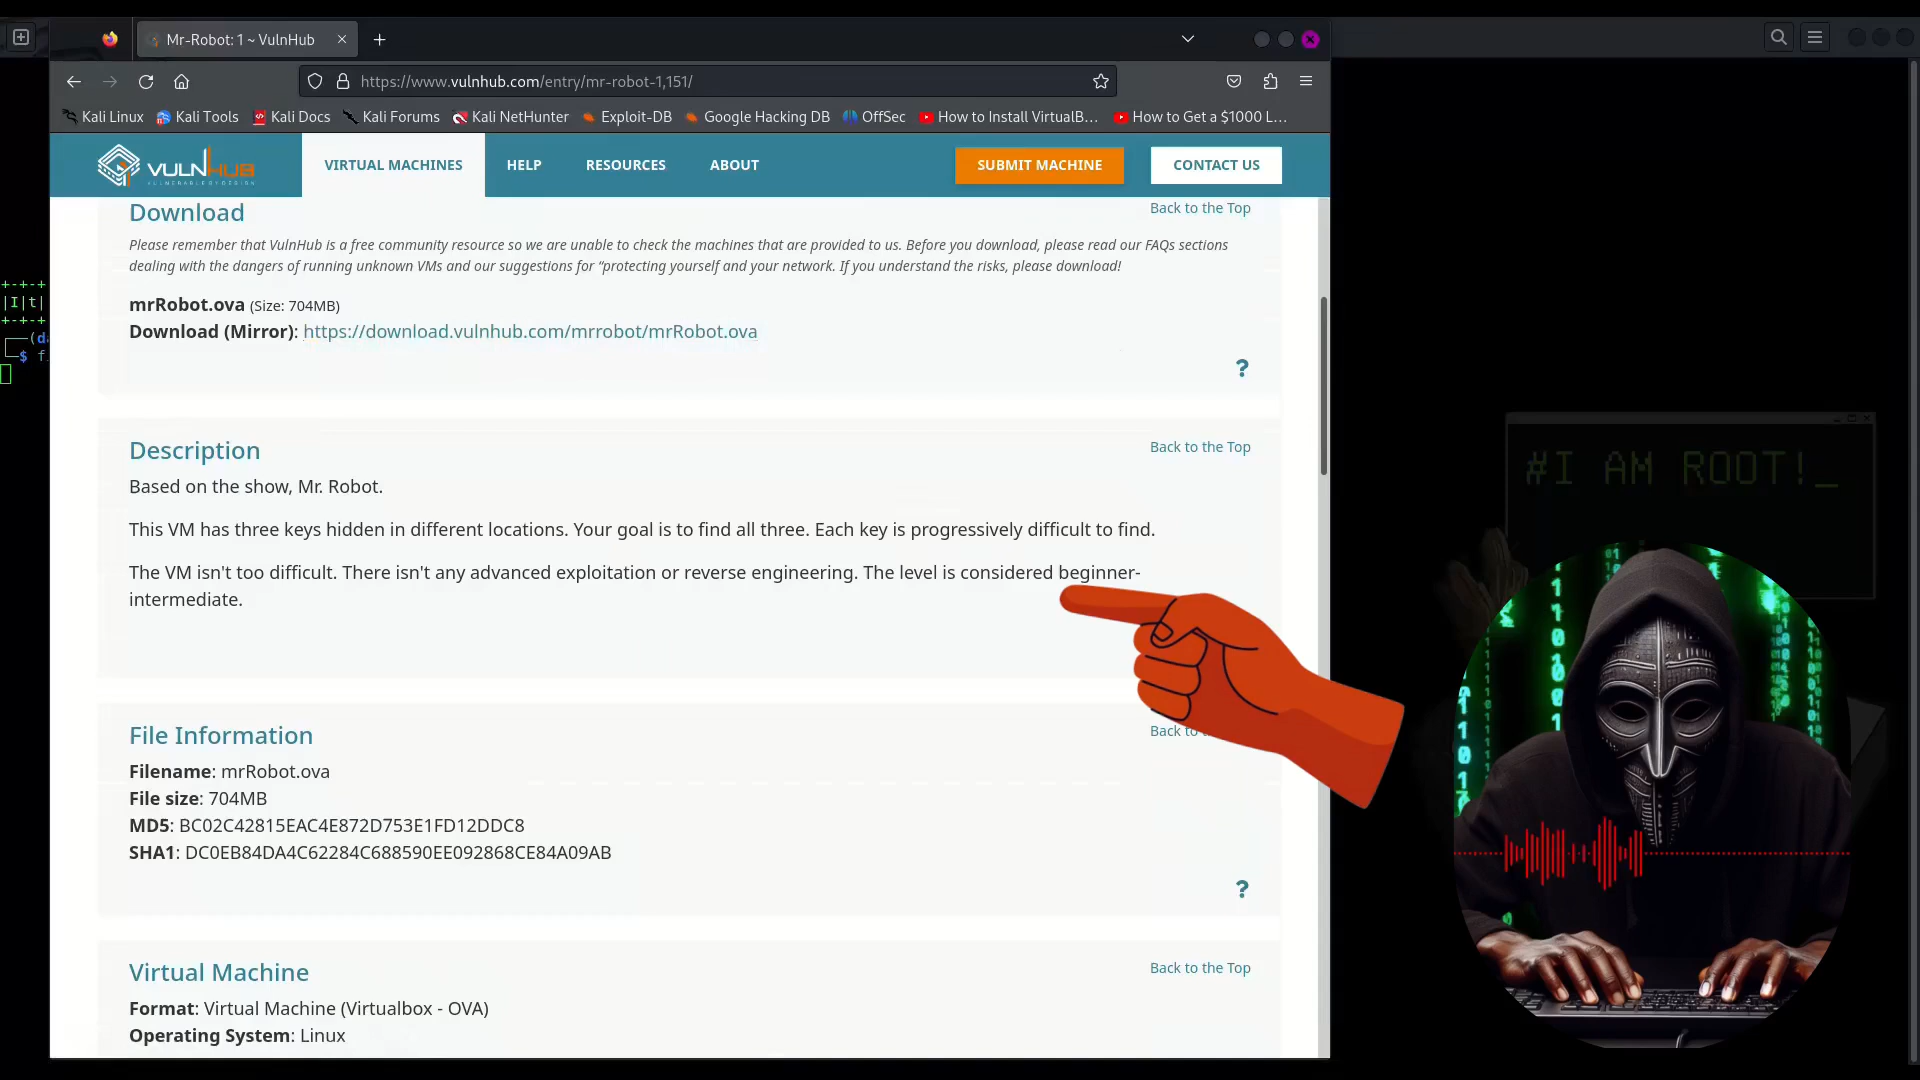 Mr-Robot: 1 ~ VulnHub
https://www.vulnhub.com/entry/mr-robot-1,151/
Kali Linux Kali Tools Kali Docs Kali Forums Kali NetHunter Exploit-DB Google Hacking DB OffSec How to Install VirtualB... How to Get a $1000 L...
VULNHUB VIRTUAL MACHINES HELP RESOURCES ABOUT SUBMIT MACHINE CONTACT US
Download Back to the Top
Please remember that VulnHub is a free community resource so we are unable to check the machines that are provided to us. Before you download, please read our FAQs sections
dealing with the dangers of running unknown VMs and our suggestions for “protecting yourself and your network. If you understand the risks, please download!
mrRobot.ova (Size: 704MB)
Download (Mirror): https://download.vulnhub.com/mrrobot/mrRobot.ova
?
Description Back to the Top
Based on the show, Mr. Robot.
This VM has three keys hidden in different locations. Your goal is to find all three. Each key is progressively difficult to find.
The VM isn't too difficult. There isn't any advanced exploitation or reverse engineering. The level is considered beginner-
intermediate.
File Information Back to
Filename: mrRobot.ova
File size: 704MB
MD5: BC02C42815EAC4E872D753E1FD12DDC8
SHA1: DC0EB84DA4C62284C688590EE092868CE84A09AB
?
Virtual Machine Back to the Top
Format: Virtual Machine (Virtualbox - OVA)
Operating System: Linux
+-+-+
|I|t|
+-+-+
(d
$ f
#I AM ROOT!_